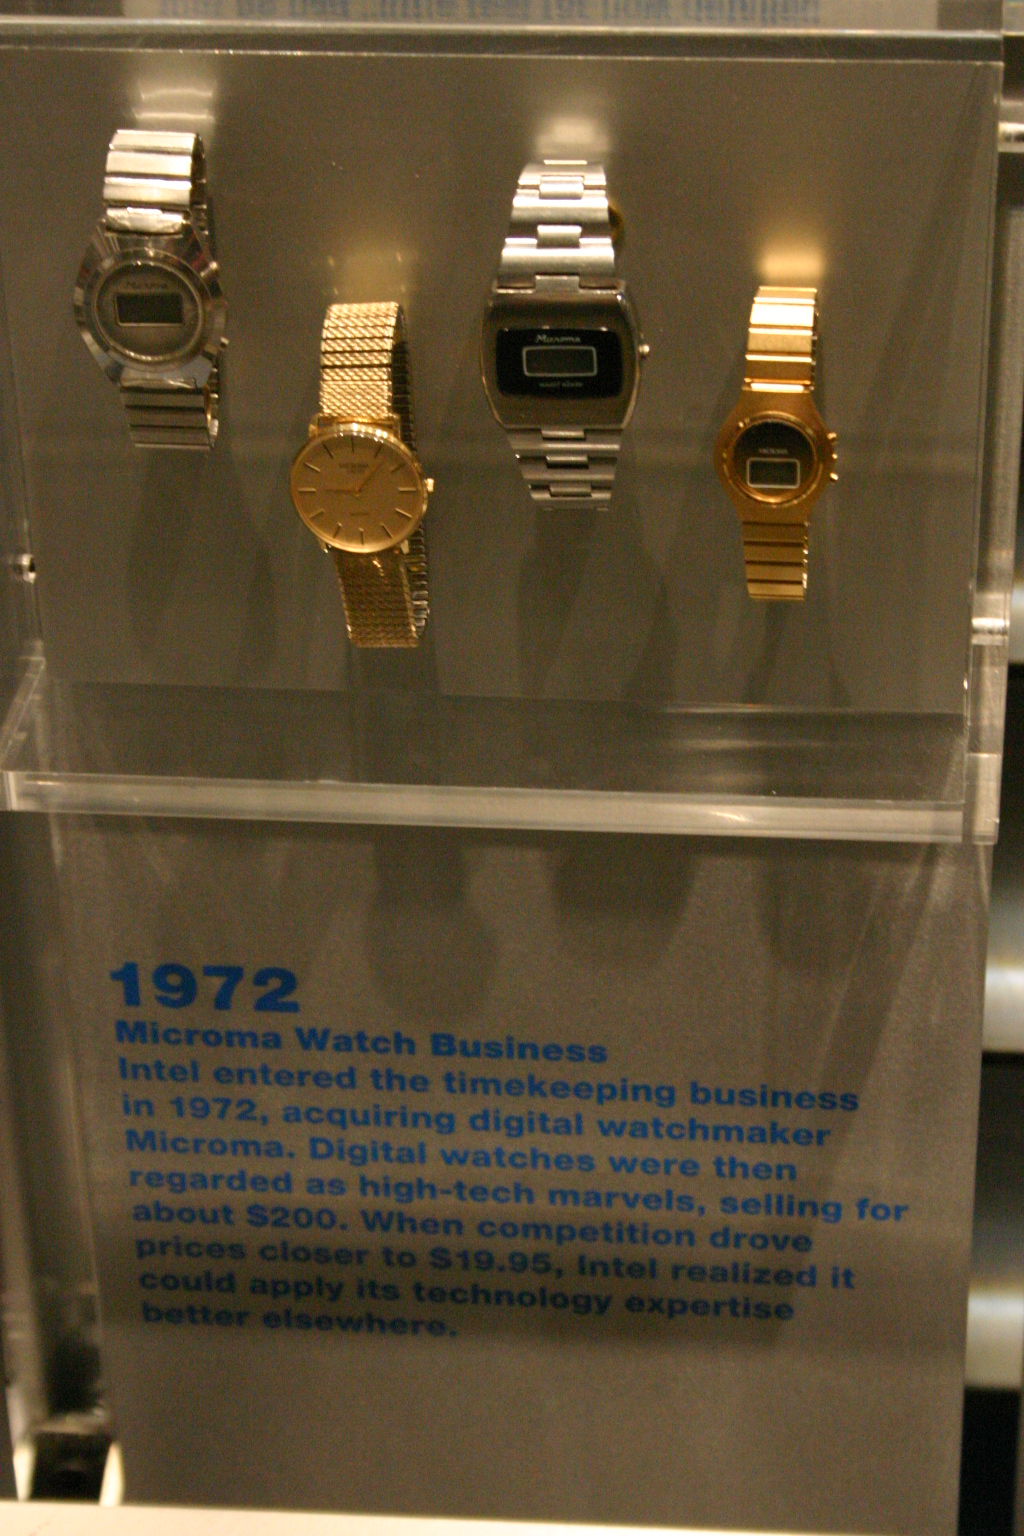 Microma
Microma
1972
Microma Watch Business
Intel entered the timekeeping business
in 1972, acquiring digital watchmaker
Microma. Digital watches were then
regarded as high-tech marvels, selling for
about $200. When competition drove
prices closer to $19.95, Intel realized it
could apply its technology expertise
better elsewhere.